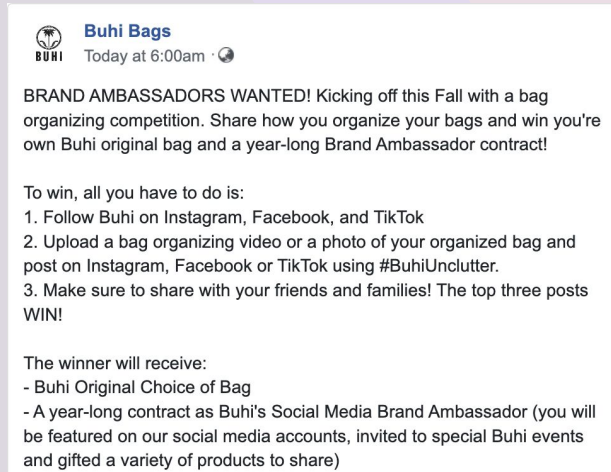 Buhi Bags
BUHI
Today at 6:00am ·
BRAND AMBASSADORS WANTED! Kicking off this Fall with a bag
organizing competition. Share how you organize your bags and win you're
own Buhi original bag and a year-long Brand Ambassador contract!
To win, all you have to do is:
1. Follow Buhi on Instagram, Facebook, and TikTok
2. Upload a bag organizing video or a photo of your organized bag and
post on Instagram, Facebook or TikTok using #BuhiUnclutter.
3. Make sure to share with your friends and families! The top three posts
WIN!
The winner will receive:
- Buhi Original Choice of Bag
- A year-long contract as Buhi's Social Media Brand Ambassador (you will
be featured on our social media accounts, invited to special Buhi events
and gifted a variety of products to share)